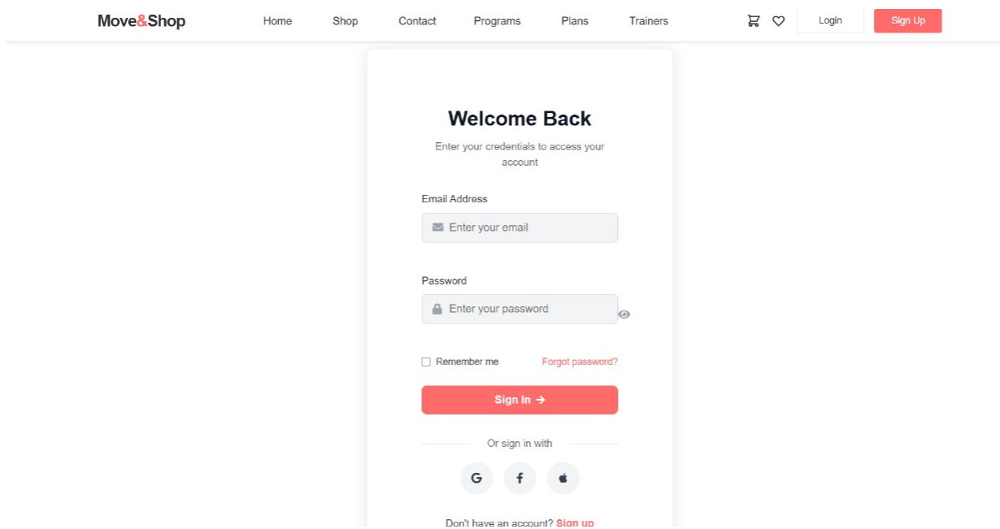 Move&Shop Home Shop Contact Programs Plans Trainers Login Sign Up
Welcome Back
Enter your credentials to access your
account
Email Address
Enter your email
Password
Enter your password
Remember me Forgot password?
Sign In →
Or sign in with
G f
Don't have an account? Sign up